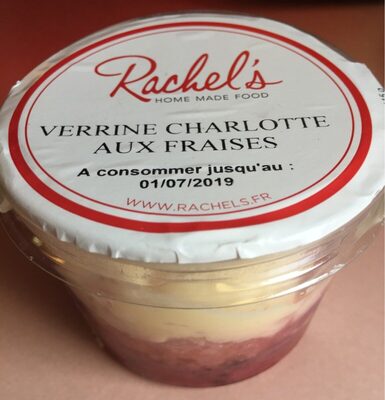 Rachel's
HOME MADE FOOD
VERRINE CHARLOTTE
AUX FRAISES
A consommer jusqu'au :
01/07/2019
WWW.RACHELS.FR